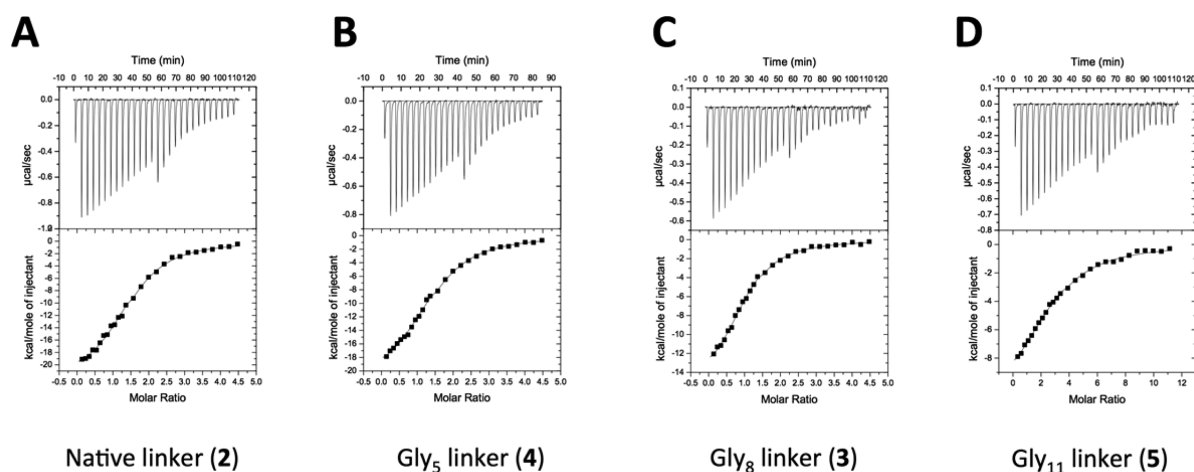 A
B
C
D
Time (min)
Time (min)
Time (min)
Time (min)
-10 0 10 20 30 40 50 60 70 80 90 100 110 120
-10 0 10 20 30 40 50 60 70 80 90
-10 0 10 20 30 40 50 60 70 80 90 100 110 120
-10 0 10 20 30 40 50 60 70 80 90 100 110 120
µcal/sec
0.0
-0.2
-0.4
-0.6
-0.8
-1.0
µcal/sec
0.0
-0.2
-0.4
-0.6
-0.8
µcal/sec
0.1
0.0
-0.1
-0.2
-0.3
-0.4
-0.5
-0.6
µcal/sec
0.1
0.0
-0.1
-0.2
-0.3
-0.4
-0.5
-0.6
-0.7
-0.8
kcal/mole of injectant
0
-2
-4
-6
-8
-10
-12
-14
-16
-18
-20
kcal/mole of injectant
0
-2
-4
-6
-8
-10
-12
-14
-16
-18
-20
kcal/mole of injectant
0
-2
-4
-6
-8
-10
-12
-14
kcal/mole of injectant
0
-2
-4
-6
-8
-0.5 0.0 0.5 1.0 1.5 2.0 2.5 3.0 3.5 4.0 4.5 5.0
-0.5 0.0 0.5 1.0 1.5 2.0 2.5 3.0 3.5 4.0 4.5 5.0
-0.5 0.0 0.5 1.0 1.5 2.0 2.5 3.0 3.5 4.0 4.5 5.0
0 2 4 6 8 10 12
Molar Ratio
Molar Ratio
Molar Ratio
Molar Ratio
Native linker (2)
Gly₅ linker (4)
Gly₈ linker (3)
Gly₁₁ linker (5)